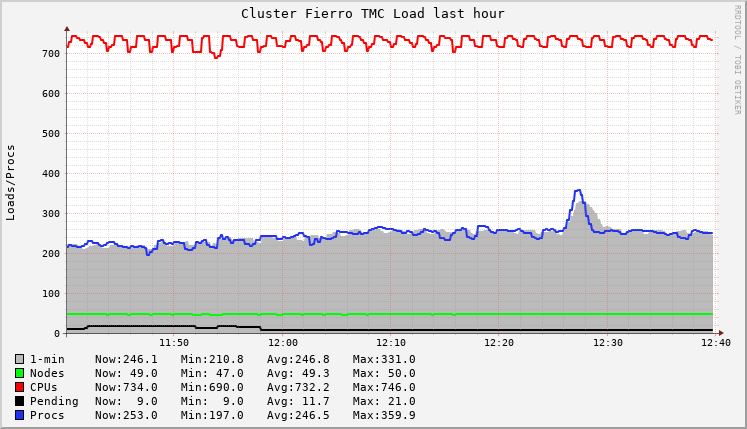 Cluster Fierro TMC Load last hour
RRDTOOL / TOBI OETIKER
Loads/Procs
700
600
500
400
300
200
100
0
11:50 12:00 12:10 12:20 12:30 12:40
1-min Now:246.1 Min:210.8 Avg:246.8 Max:331.0
Nodes Now: 49.0 Min: 47.0 Avg: 49.3 Max: 50.0
CPUs Now:734.0 Min:690.0 Avg:732.2 Max:746.0
Pending Now: 9.0 Min: 9.0 Avg: 11.7 Max: 21.0
Procs Now:253.0 Min:197.0 Avg:246.5 Max:359.9